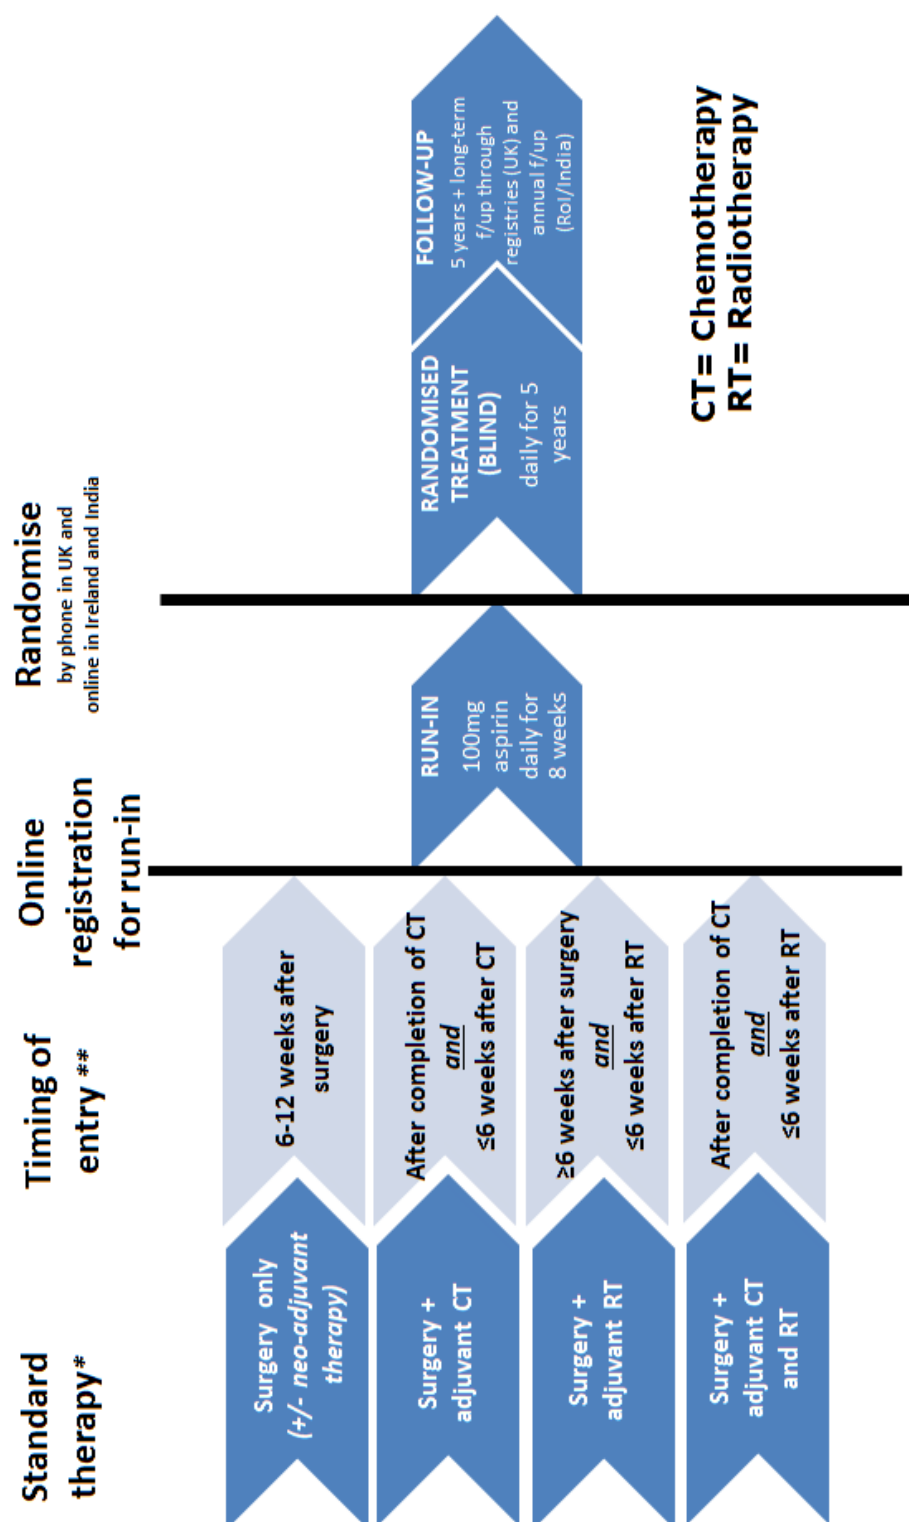 Standard
therapy*
Timing of
entry **
Online
registration
for run-in
Randomise
by phone in UK and
online in Ireland and India
Surgery only
(+/- neo-adjuvant
therapy)
6-12 weeks after
surgery
Surgery +
adjuvant CT
After completion of CT
and
≤6 weeks after CT
Surgery +
adjuvant RT
≥6 weeks after surgery
and
≤6 weeks after RT
Surgery +
adjuvant CT
and RT
After completion of CT
and
≤6 weeks after RT
RUN-IN
100mg
aspirin
daily for
8 weeks
RANDOMISED
TREATMENT
(BLIND)
daily for 5
years
FOLLOW-UP
5 years + long-term
f/up through
registries (UK) and
annual f/up
(RoI/India)
CT= Chemotherapy
RT= Radiotherapy